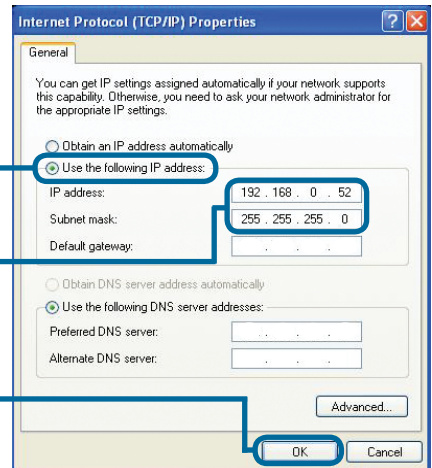 Internet Protocol (TCP/IP) Properties
General
You can get IP settings assigned automatically if your network supports
this capability. Otherwise, you need to ask your network administrator for
the appropriate IP settings.
Obtain an IP address automatically
Use the following IP address:
IP address: 192 . 168 . 0 . 52
Subnet mask: 255 . 255 . 255 . 0
Default gateway: . . .
Obtain DNS server address automatically
Use the following DNS server addresses:
Preferred DNS server: . . .
Alternate DNS server: . . .
Advanced...
OK Cancel